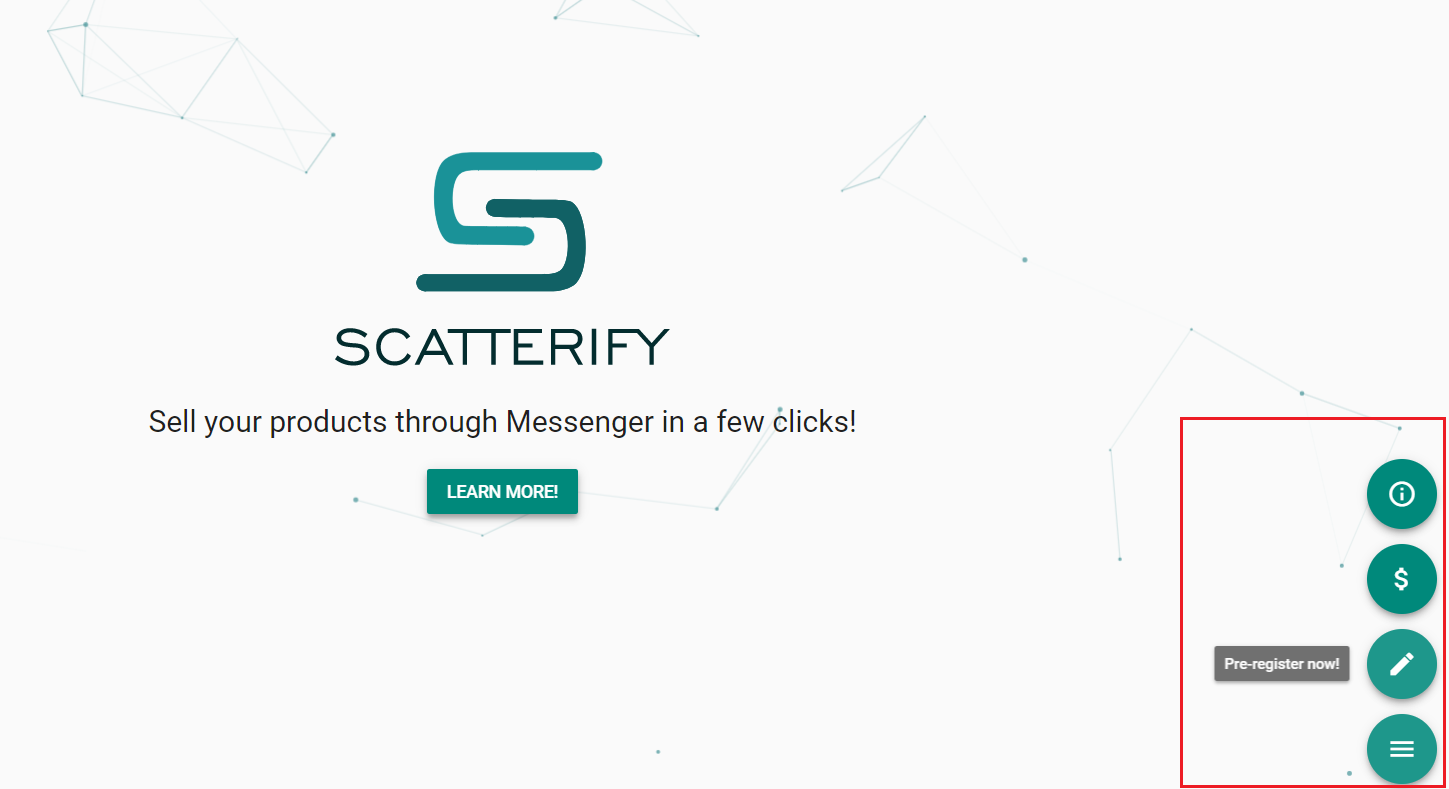 SCATTERIFY
Sell your products through Messenger in a few clicks!
LEARN MORE!
Pre-register now!